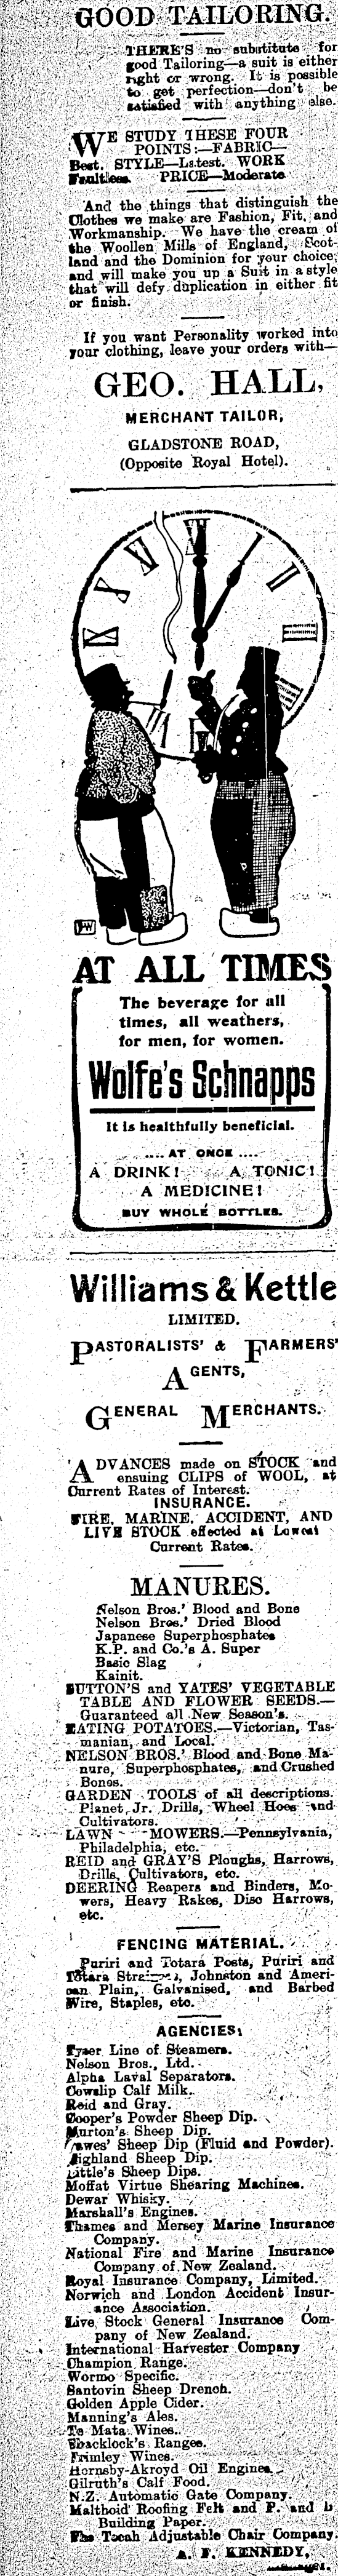 GOOD TAILORING.
THERE'S no substitute for
good Tailoring—a suit is either
right or wrong. It is possible
to get perfection—don't be
satisfied with anything else.
WE STUDY THESE FOUR
POINTS:—FABRIC—
Best. STYLE—Latest. WORK
Faultless. PRICE—Moderate
And the things that distinguish the
Clothes we make are Fashion, Fit, and
Workmanship. We have the cream of
the Woollen Mills of England, Scot-
land and the Dominion for your choice,
and will make you up a Suit in a style
that will defy duplication in either fit
or finish.
If you want Personality worked into
your clothing, leave your orders with—
GEO. HALL,
MERCHANT TAILOR,
GLADSTONE ROAD,
(Opposite Royal Hotel).
AT ALL TIMES
The beverage for all
times, all weathers,
for men, for women.
Wolfe's Schnapps
It is healthfully beneficial.
.... AT ONCE ....
A DRINK! A TONIC!
A MEDICINE!
BUY WHOLE BOTTLES.
Williams & Kettle
LIMITED.
PASTORALISTS' & FARMERS'
AGENTS,
GENERAL MERCHANTS.
ADVANCES made on STOCK and
ensuing CLIPS of WOOL, at
Current Rates of Interest.
INSURANCE.
FIRE, MARINE, ACCIDENT, AND
LIVE STOCK effected at Lowest
Current Rates.
MANURES.
Nelson Bros.' Blood and Bone
Nelson Bros.' Dried Blood
Japanese Superphosphates
K.P. and Co.'s A. Super
Basic Slag
Kainit.
SUTTON'S and YATES' VEGETABLE
TABLE AND FLOWER SEEDS.—
Guaranteed all New Season's.
EATING POTATOES.—Victorian, Tas-
manian, and Local.
NELSON BROS.' Blood and Bone Ma-
nure, Superphosphates, and Crushed
Bones.
GARDEN TOOLS of all descriptions.
Planet Jr. Drills, Wheel Hoes and
Cultivators.
LAWN MOWERS.—Pennsylvania,
Philadelphia, etc.
REID and GRAY'S Ploughs, Harrows,
Drills, Cultivators, etc.
DEERING Reapers and Binders, Mo-
wers, Heavy Rakes, Disc Harrows,
etc.
FENCING MATERIAL.
Puriri and Totara Posts, Puriri and
Totara Strainers, Johnston and Ameri-
can Plain, Galvanised, and Barbed
Wire, Staples, etc.
AGENCIES:
Tyser Line of Steamers.
Nelson Bros., Ltd.
Alpha Laval Separators.
Cowslip Calf Milk.
Reid and Gray.
Cooper's Powder Sheep Dip.
Murton's Sheep Dip.
Lawes' Sheep Dip (Fluid and Powder).
Highland Sheep Dip.
Little's Sheep Dips.
Moffat Virtue Shearing Machines.
Dewar Whisky.
Marshall's Engines.
Thames and Mersey Marine Insurance
Company.
National Fire and Marine Insurance
Company of New Zealand.
Royal Insurance Company, Limited.
Norwich and London Accident Insur-
ance Association.
Live Stock General Insurance Com-
pany of New Zealand.
International Harvester Company
Champion Range.
Wormo Specific.
Santovin Sheep Drench.
Golden Apple Cider.
Manning's Ales.
Te Mata Wines.
Shacklock's Ranges.
Frimley Wines.
Hornsby-Akroyd Oil Engines.
Gilruth's Calf Food.
N.Z. Automatic Gate Company.
Malthoid Roofing Felt and P. and B.
Building Paper.
The Tocah Adjustable Chair Company.
A. F. KENNEDY,